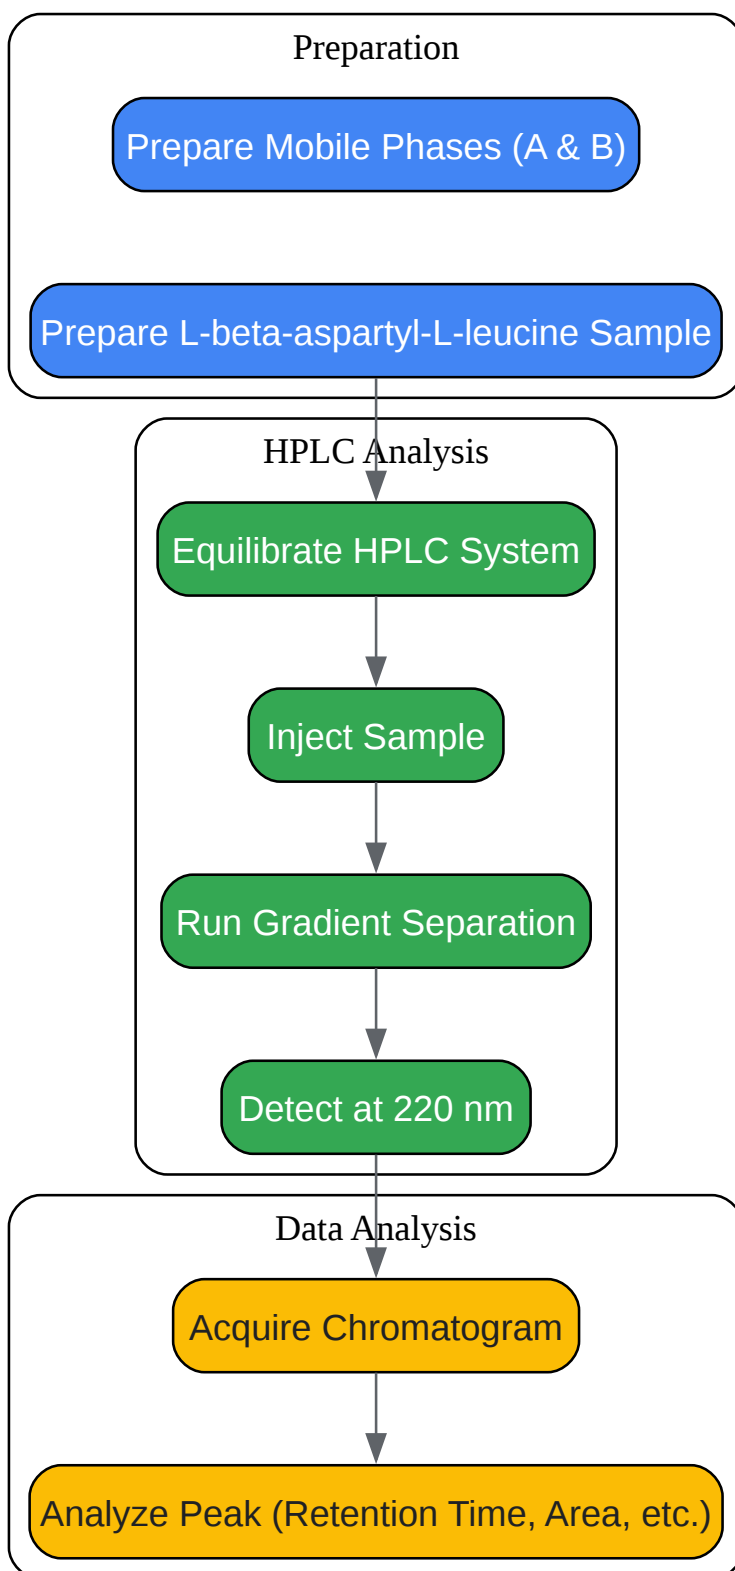 Preparation
Prepare Mobile Phases (A & B)
Prepare L-beta-aspartyl-L-leucine Sample
HPLC Analysis
Equilibrate HPLC System
Inject Sample
Run Gradient Separation
Detect at 220 nm
Data Analysis
Acquire Chromatogram
Analyze Peak (Retention Time, Area, etc.)